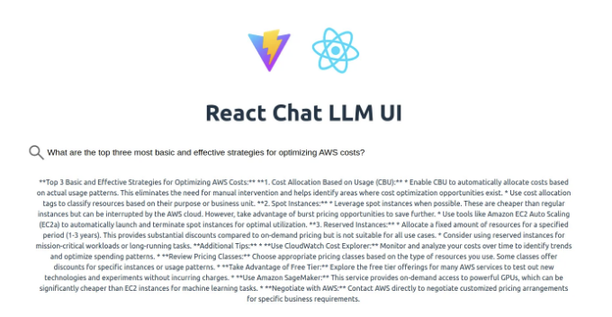 React Chat LLM UI
What are the top three most basic and effective strategies for optimizing AWS costs?
**Top 3 Basic and Effective Strategies for Optimizing AWS Costs:** **1. Cost Allocation Based on Usage (CBU):** * Enable CBU to automatically allocate costs
based on actual usage patterns. This eliminates the need for manual intervention and helps identify areas where cost optimization opportunities exist. * Use cost allocation
tags to classify resources based on their purpose or business unit. **2. Spot Instances:** * Leverage spot instances when possible. These are cheaper than regular
instances but can be interrupted by the AWS cloud. However, take advantage of burst pricing opportunities to save further. * Use tools like Amazon EC2 Auto Scaling
(EC2a) to automatically launch and terminate spot instances for optimal utilization. **3. Reserved Instances:** * Allocate a fixed amount of resources for a specified
period (1-3 years). This provides substantial discounts compared to on-demand pricing but is not suitable for all use cases. * Consider using reserved instances for
mission-critical workloads or long-running tasks. **Additional Tips:** * **Use CloudWatch Cost Explorer:** Monitor and analyze your costs over time to identify trends
and optimize spending patterns. * **Review Pricing Classes:** Choose appropriate pricing classes based on the type of resources you use. Some classes offer
discounts for specific instances or usage patterns. * **Take Advantage of Free Tier:** Explore the free tier offerings for many AWS services to test out new
technologies and experiments without incurring charges. * **Use Amazon SageMaker:** This service provides on-demand access to powerful GPUs, which can be
significantly cheaper than EC2 instances for machine learning tasks. * **Negotiate with AWS:** Contact AWS directly to negotiate customized pricing arrangements
for specific business requirements.